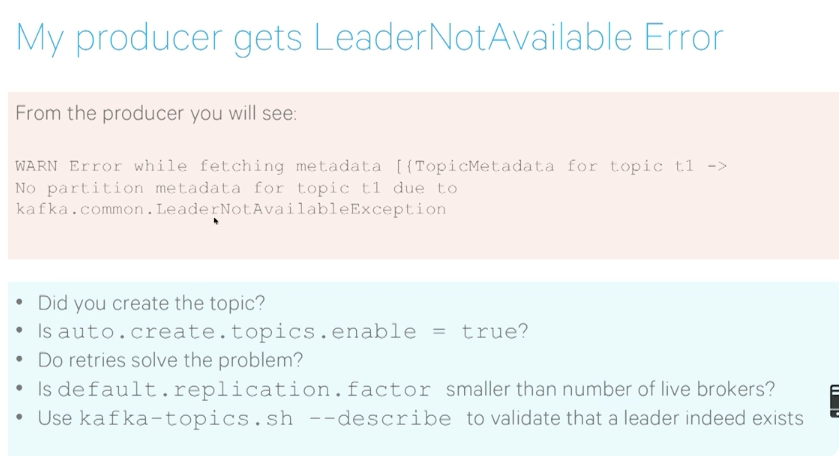 My producer gets LeaderNotAvailable Error
From the producer you will see:
WARN Error while fetching metadata [{TopicMetadata for topic t1 ->
No partition metadata for topic t1 due to
kafka.common.LeaderNotAvailableException
• Did you create the topic?
• Is auto.create.topics.enable = true?
• Do retries solve the problem?
• Is default.replication.factor smaller than number of live brokers?
• Use kafka-topics.sh --describe to validate that a leader indeed exists